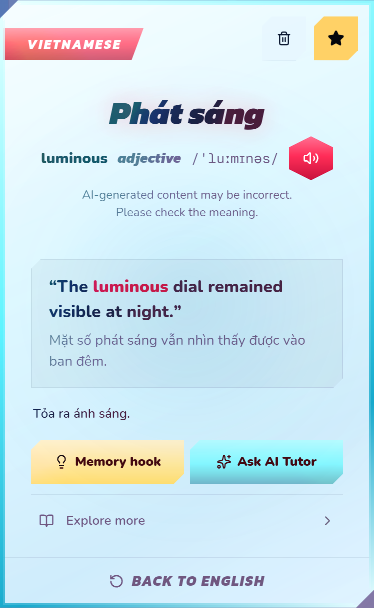 VIETNAMESE
Phát sáng
luminous adjective /ˈluːmɪnəs/
AI-generated content may be incorrect.
Please check the meaning.
“The luminous dial remained
visible at night.”
Mặt số phát sáng vẫn nhìn thấy được vào
ban đêm.
Tỏa ra ánh sáng.
Memory hook
Ask AI Tutor
Explore more
BACK TO ENGLISH